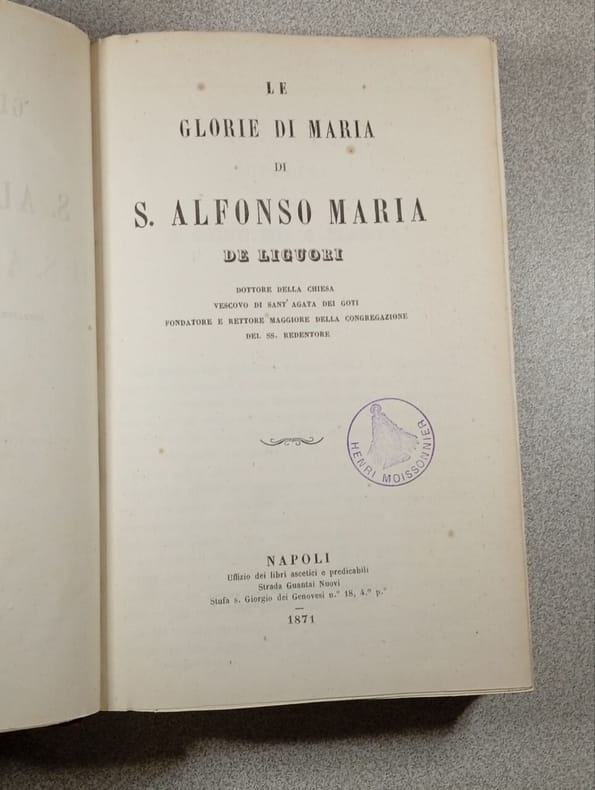 LE
GLORIE DI MARIA
DI
S. ALFONSO MARIA
DE LIGUORI
DOTTORE DELLA CHIESA
VESCOVO DI SANT' AGATA DEI GOTI
FONDATORE E RETTORE MAGGIORE DELLA CONGREGAZIONE
DEL SS. REDENTORE
HENRI MOISSONNIER
NAPOLI
Uffizio dei libri ascetici e predicabili
Strada Guantai Nuovi
Stufa s. Giorgio dei Genovesi n.° 18, 4.° p.°
1871